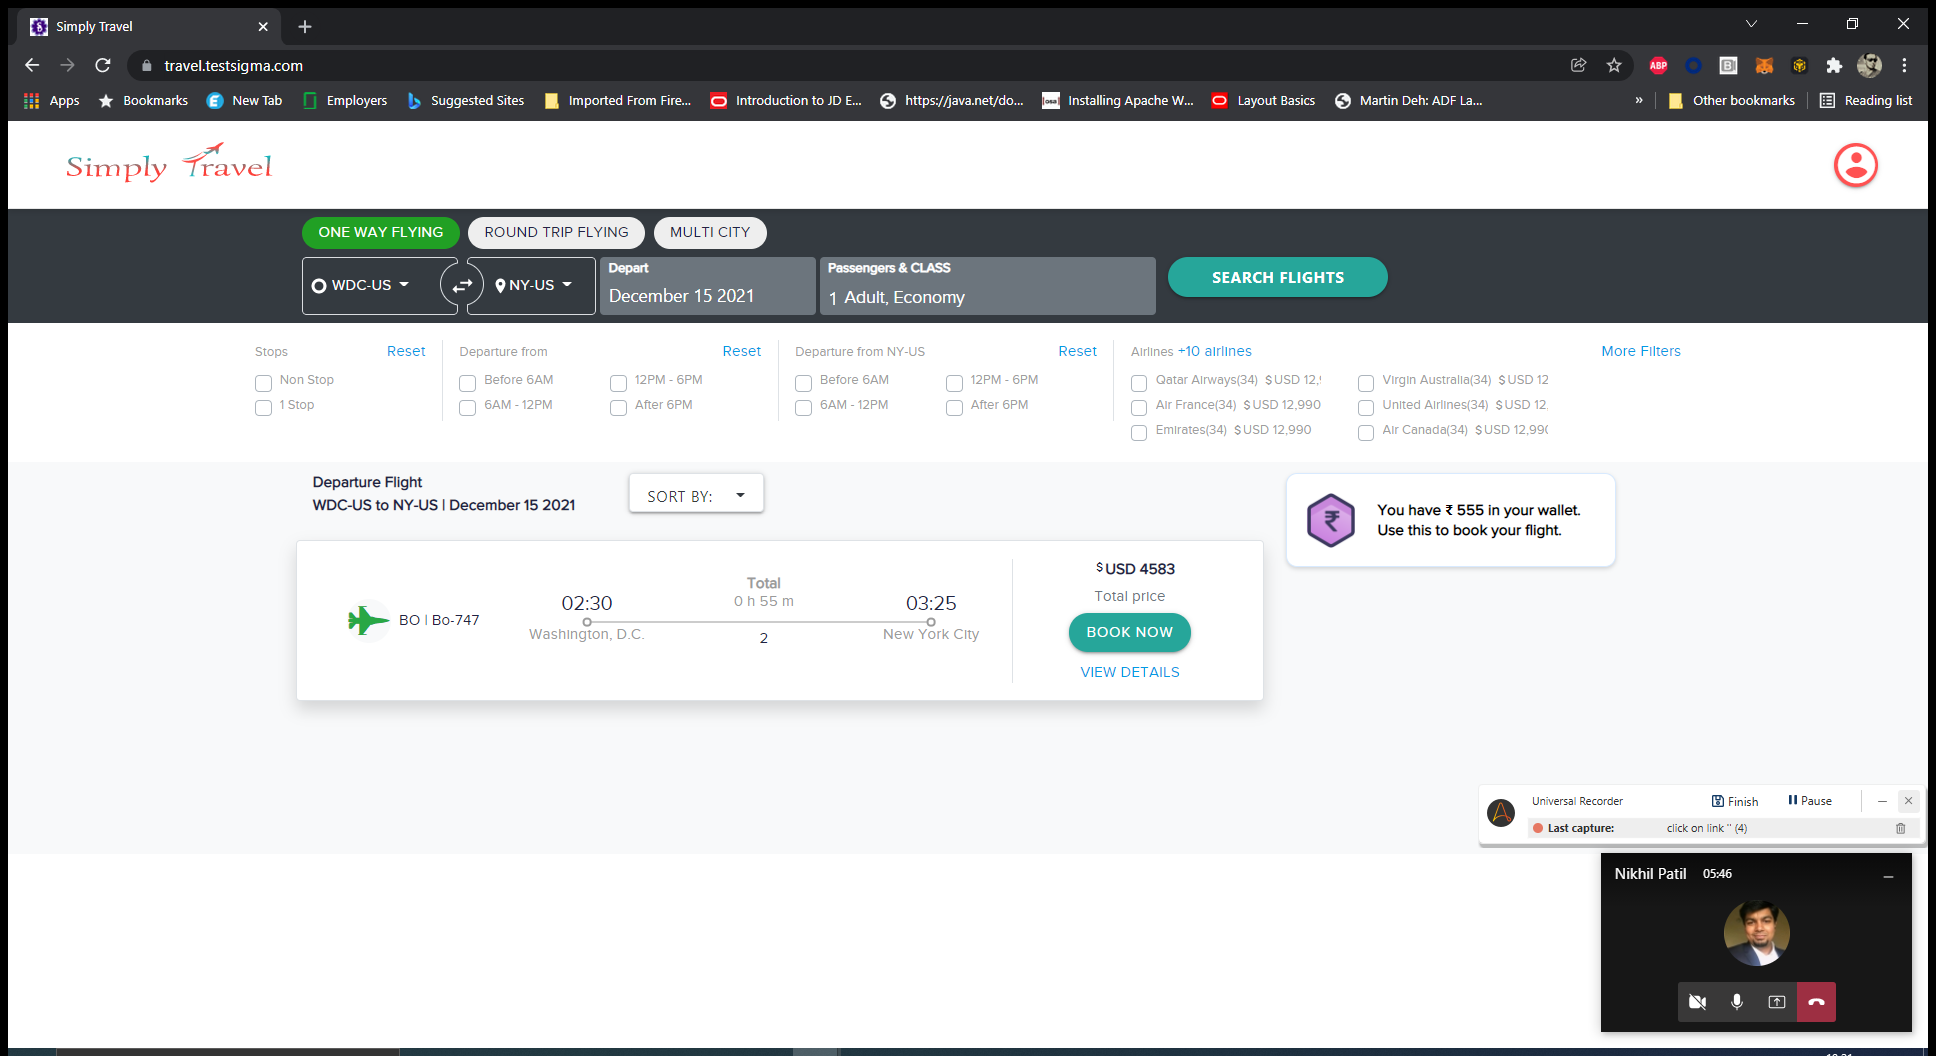 Simply Travel
travel.testsigma.com
ABP
Apps
Bookmarks
New Tab
Employers
Suggested Sites
Imported From Fire...
Introduction to JD E...
https://java.net/do...
Installing Apache W...
Layout Basics
Martin Deh: ADF La...
»
Other bookmarks
Reading list
Simply Travel
ONE WAY FLYING
ROUND TRIP FLYING
MULTI CITY
WDC-US
NY-US
Depart
December 15 2021
Passengers & CLASS
1 Adult, Economy
SEARCH FLIGHTS
Stops
Reset
Non Stop
1 Stop
Departure from
Reset
Before 6AM
12PM - 6PM
6AM - 12PM
After 6PM
Departure from NY-US
Reset
Before 6AM
12PM - 6PM
6AM - 12PM
After 6PM
Airlines +10 airlines
Qatar Airways(34) $ USD 12,
Virgin Australia(34) $ USD 12
Air France(34) $ USD 12,990
United Airlines(34) $ USD 12,
Emirates(34) $ USD 12,990
Air Canada(34) $ USD 12,990
More Filters
Departure Flight
WDC-US to NY-US | December 15 2021
SORT BY:
You have ₹ 555 in your wallet.
Use this to book your flight.
BO | Bo-747
02:30
Washington, D.C.
Total
0 h 55 m
2
03:25
New York City
$ USD 4583
Total price
BOOK NOW
VIEW DETAILS
Universal Recorder
Finish
Pause
Last capture:
click on link '' (4)
Nikhil Patil
05:46